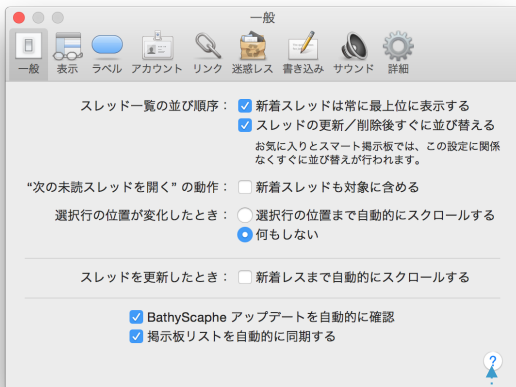 一般
一般 表示 ラベル アカウント リンク 迷惑レス 書き込み サウンド 詳細
スレッド一覧の並び順序： 新着スレッドは常に最上位に表示する
スレッドの更新／削除後すぐに並び替える
お気に入りとスマート掲示板では、この設定に関係
なくすぐに並び替えが行われます。
“次の未読スレッドを開く” の動作： 新着スレッドも対象に含める
選択行の位置が変化したとき： 選択行の位置まで自動的にスクロールする
何もしない
スレッドを更新したとき： 新着レスまで自動的にスクロールする
BathyScaphe アップデートを自動的に確認
掲示板リストを自動的に同期する
?